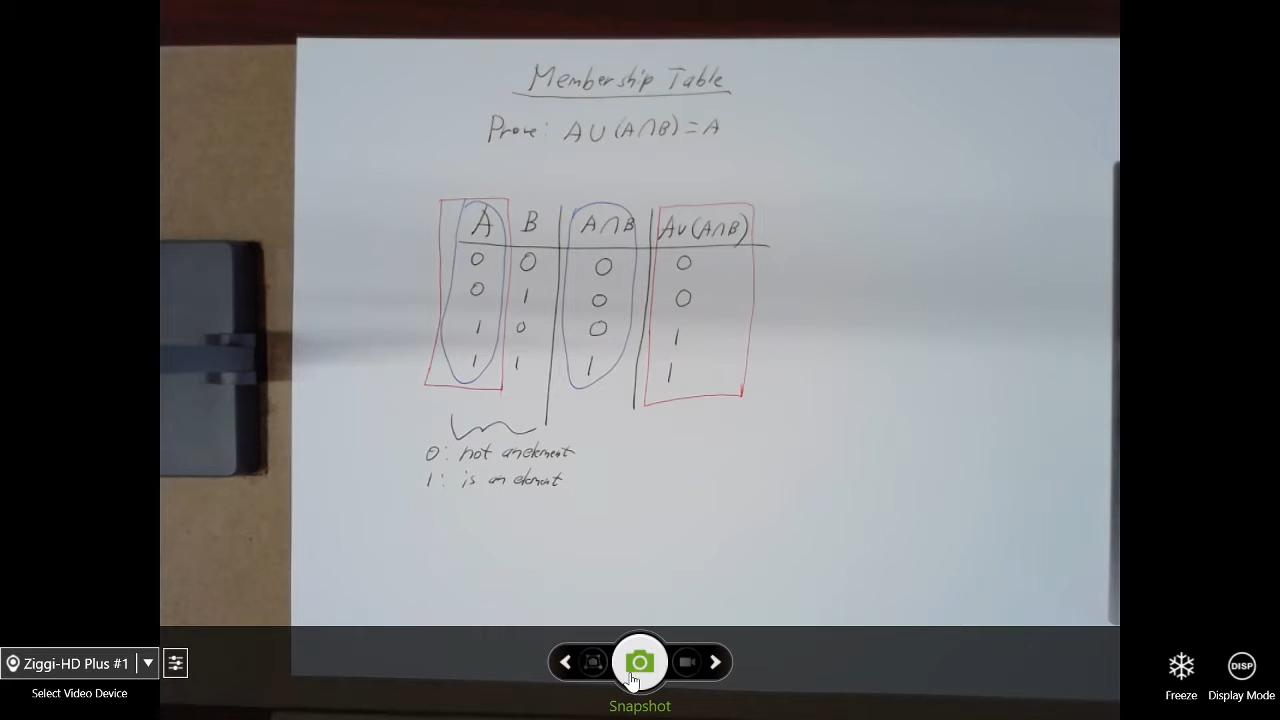 Membership Table
Prove: A∪(A∩B)=A
A B A∩B A∪(A∩B)
0 0 0 0
0 1 0 0
1 0 0 1
1 1 1 1
0: not an element
1: is an element
Ziggi-HD Plus #1
Select Video Device
Snapshot
Freeze
DISP
Display Mode